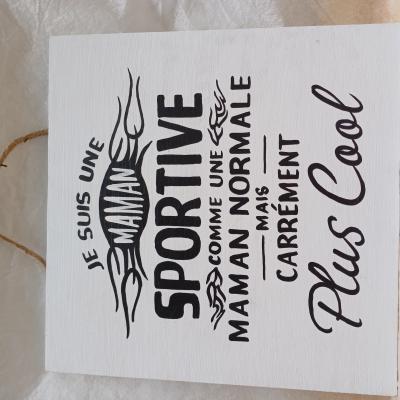 JE SUIS UNE
MAMAN
SPORTIVE
COMME UNE
MAMAN NORMALE
MAIS
CARRÉMENT
Plus Cool